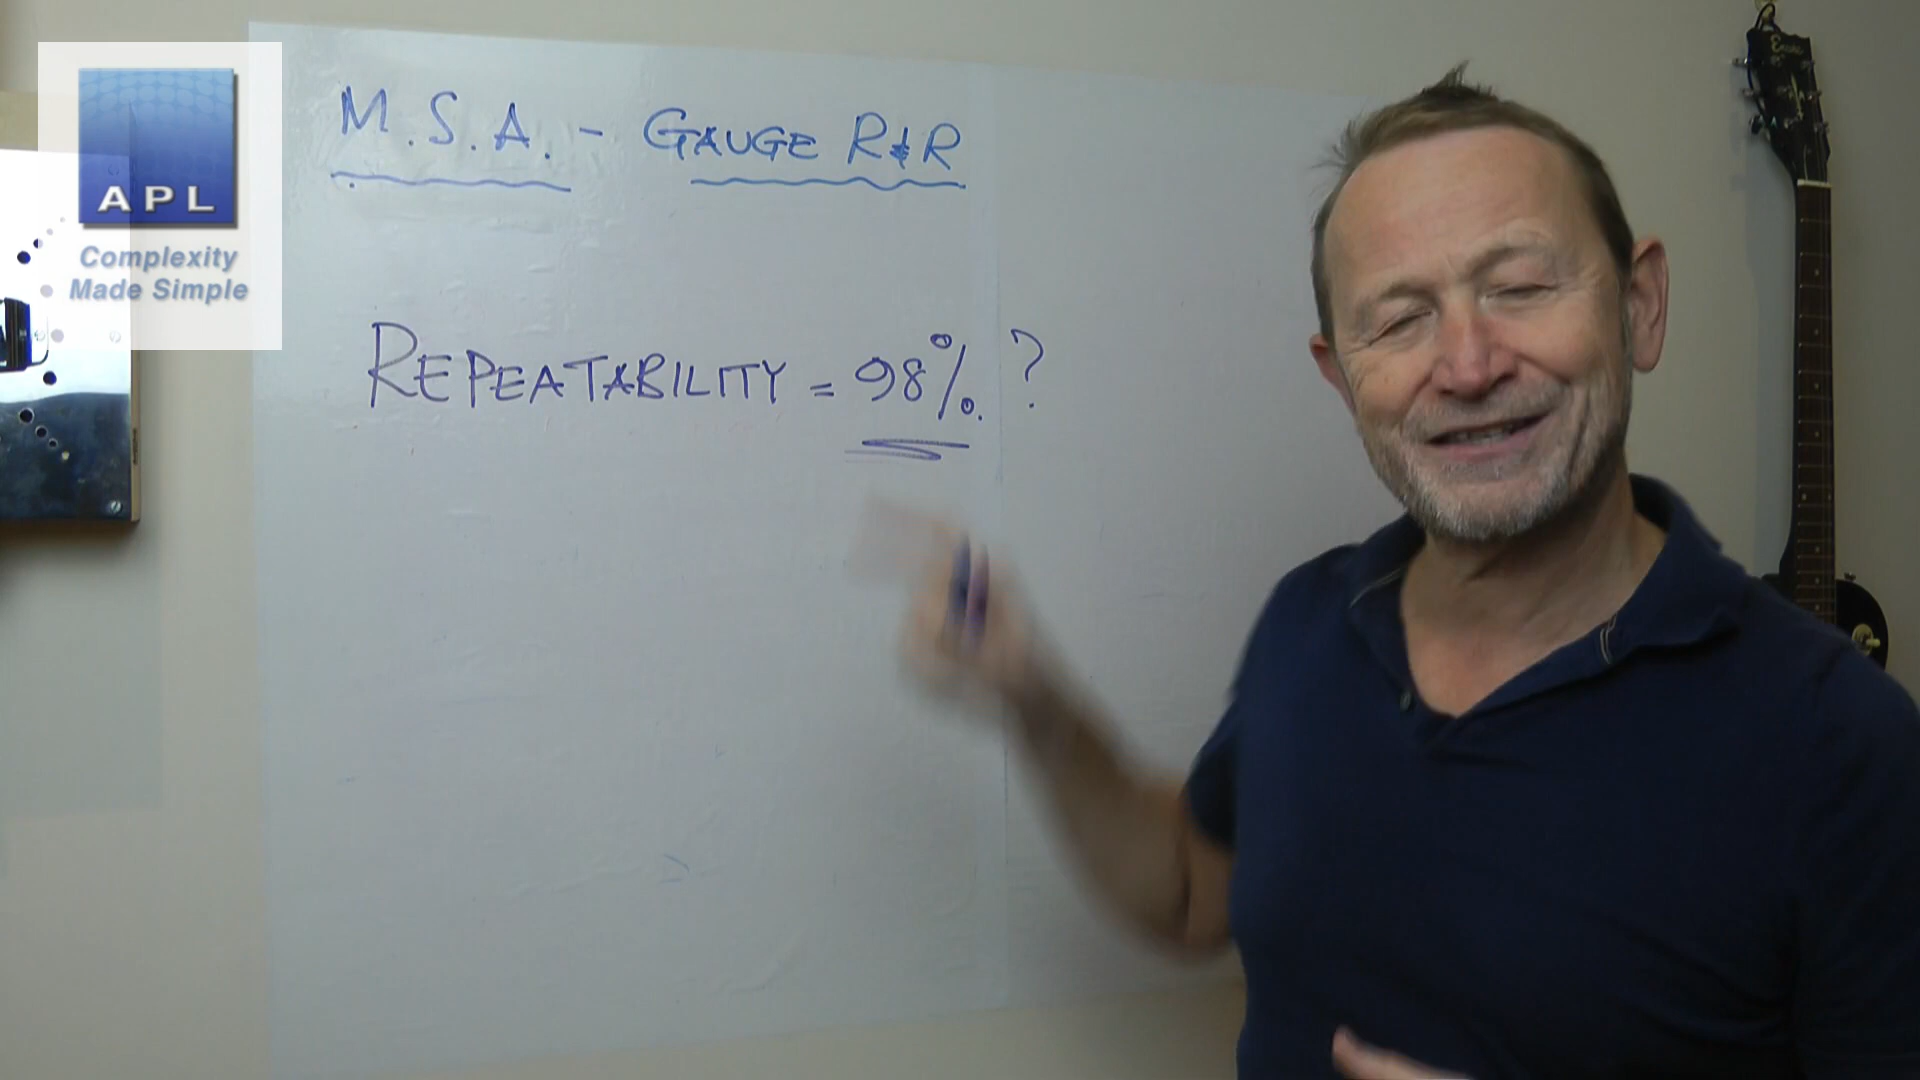 APL
Complexity
Made Simple
M.S.A. - GAUGE R&R
REPEATABILITY = 98%. ?